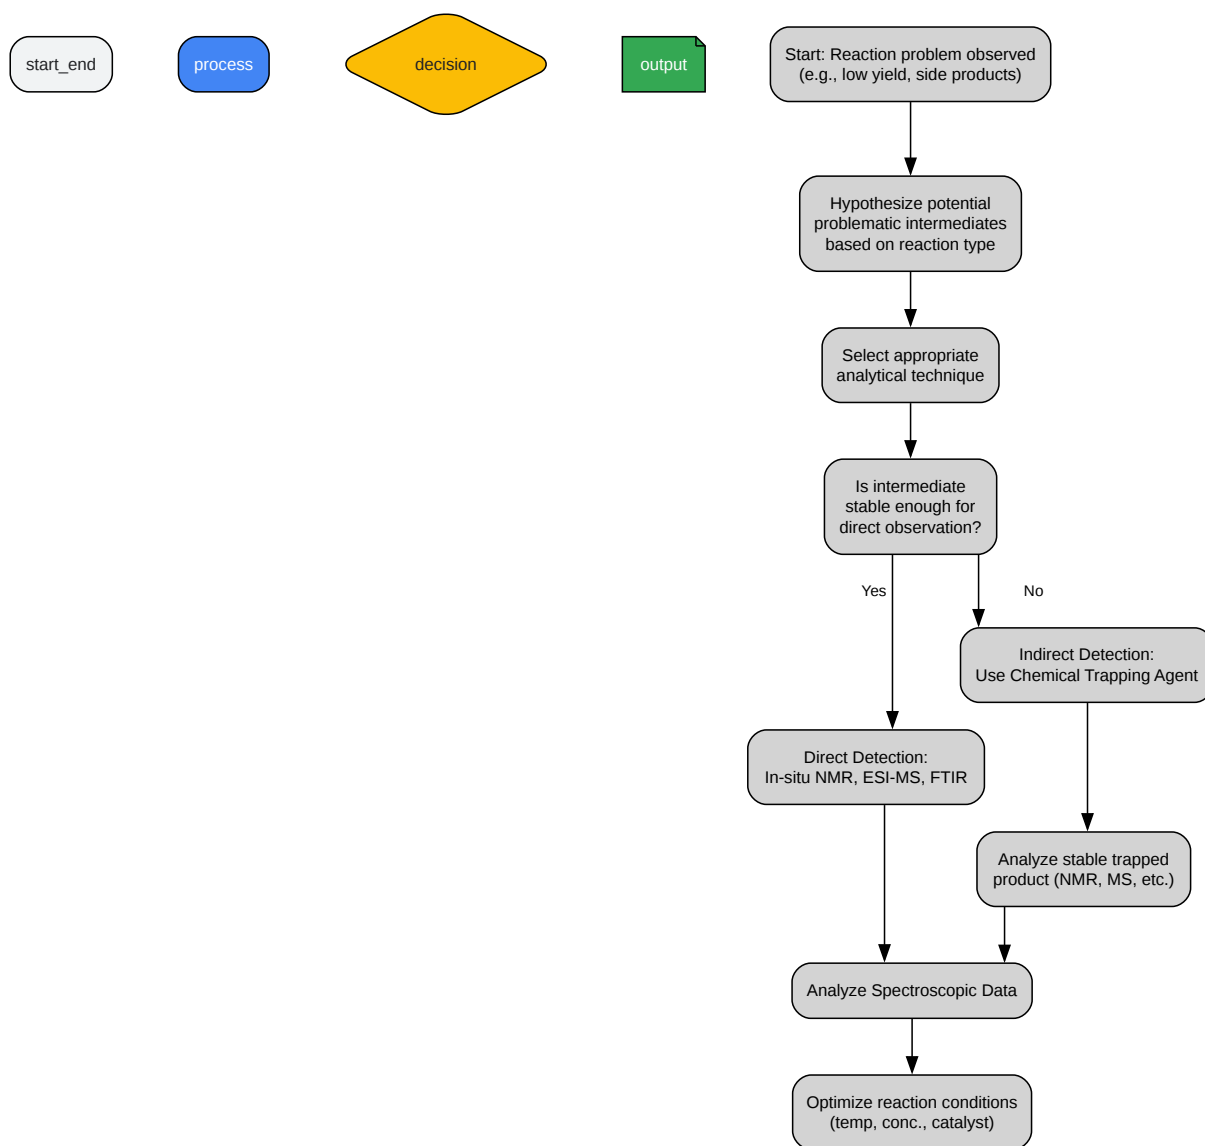 start_end
process
decision
output
Start: Reaction problem observed
(e.g., low yield, side products)
Hypothesize potential
problematic intermediates
based on reaction type
Select appropriate
analytical technique
Is intermediate
stable enough for
direct observation?
Yes
No
Indirect Detection:
Use Chemical Trapping Agent
Direct Detection:
In-situ NMR, ESI-MS, FTIR
Analyze stable trapped
product (NMR, MS, etc.)
Analyze Spectroscopic Data
Optimize reaction conditions
(temp, conc., catalyst)